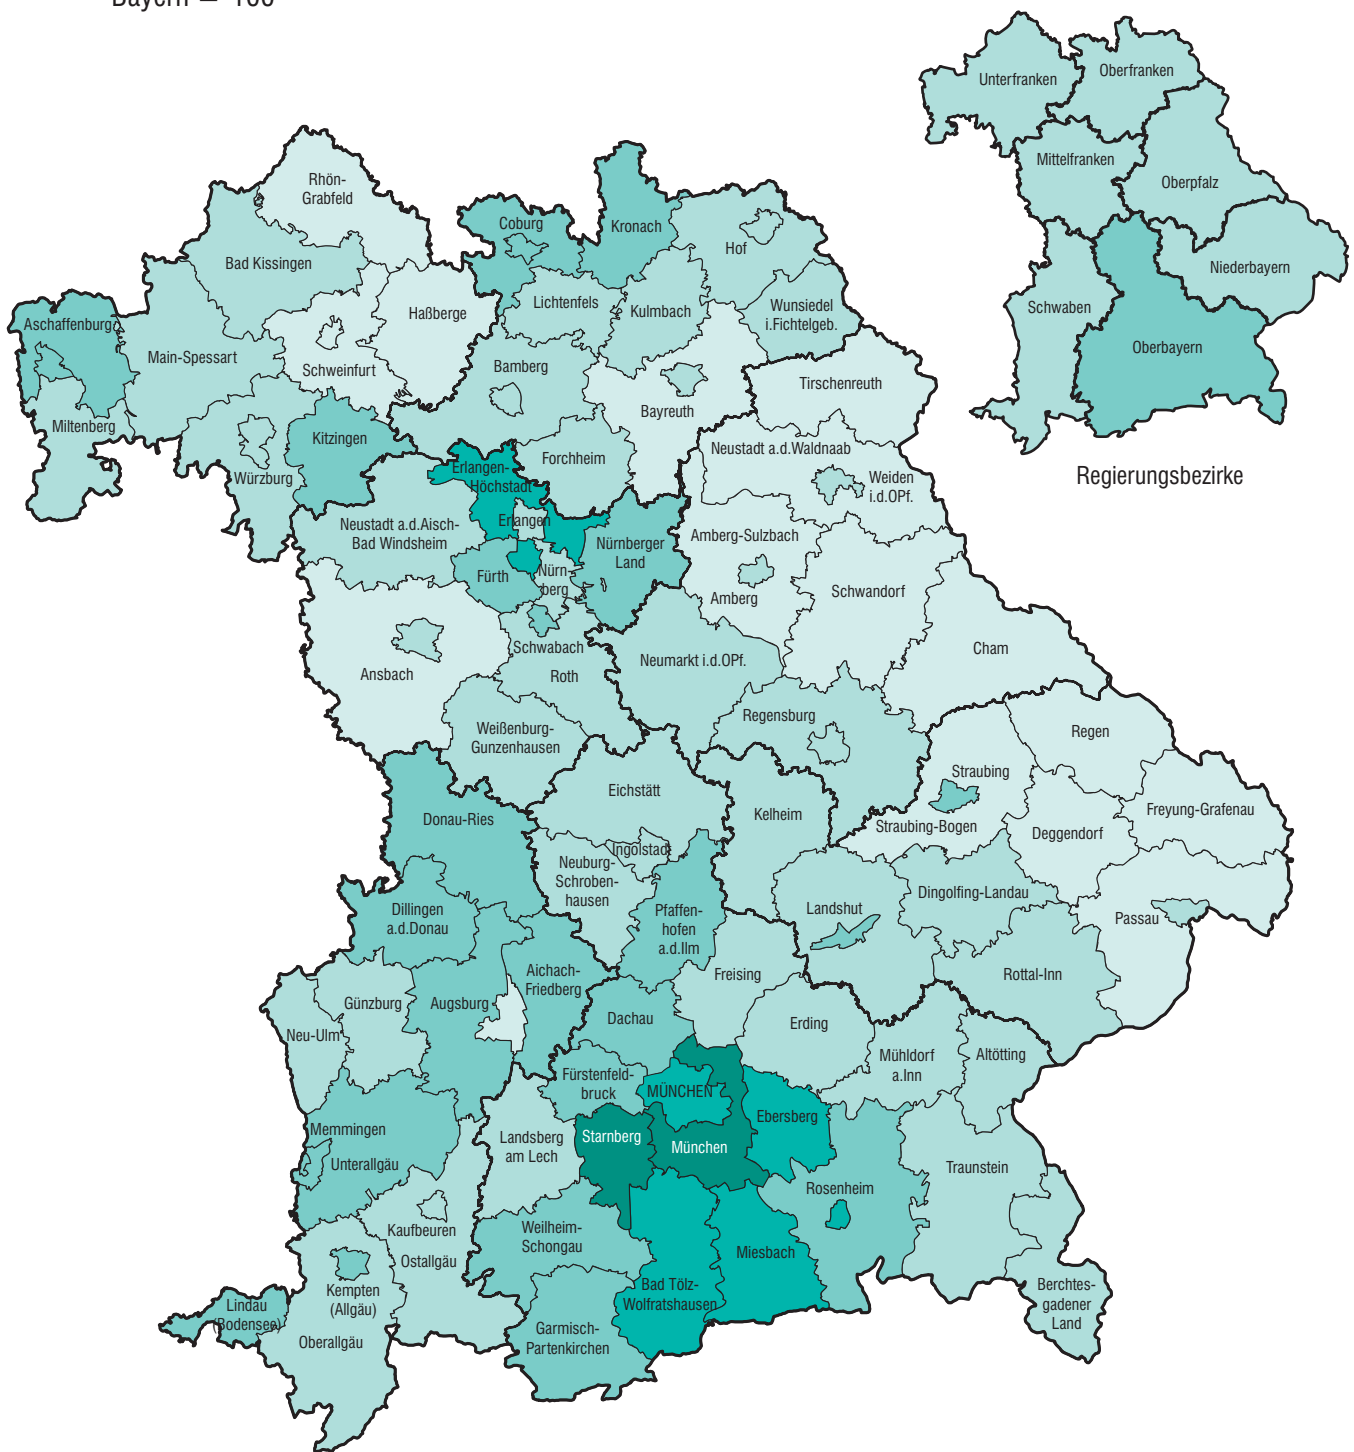 Bayern = 100
Unterfranken
Oberfranken
Mittelfranken
Oberpfalz
Niederbayern
Schwaben
Oberbayern
Regierungsbezirke
Rhön-
Grabfeld
Coburg
Kronach
Hof
Bad Kissingen
Lichtenfels
Kulmbach
Wunsiedel
i.Fichtelgeb.
Haßberge
Aschaffenburg
Main-Spessart
Schweinfurt
Bamberg
Tirschenreuth
Bayreuth
Miltenberg
Kitzingen
Neustadt a.d.Waldnaab
Forchheim
Erlangen-
Höchstadt
Würzburg
Weiden
i.d.OPf.
Erlangen
Neustadt a.d.Aisch-
Bad Windsheim
Nürnberger
Land
Amberg-Sulzbach
Fürth
Nürn-
berg
Schwandorf
Amberg
Schwabach
Cham
Neumarkt i.d.OPf.
Ansbach
Roth
Regensburg
Weißenburg-
Gunzenhausen
Regen
Straubing
Eichstätt
Kelheim
Freyung-Grafenau
Donau-Ries
Straubing-Bogen
Deggendorf
Ingolstadt
Neuburg-
Schroben-
hausen
Dingolfing-Landau
Dillingen
a.d.Donau
Pfaffen-
hofen
a.d.Ilm
Landshut
Passau
Aichach-
Friedberg
Freising
Rottal-Inn
Günzburg
Augsburg
Dachau
Erding
Neu-Ulm
Mühldorf
a.Inn
Altötting
Fürstenfeld-
bruck
MÜNCHEN
Ebersberg
Memmingen
Landsberg
am Lech
Starnberg
München
Unterallgäu
Traunstein
Rosenheim
Kaufbeuren
Weilheim-
Schongau
Ostallgäu
Miesbach
Kempten
(Allgäu)
Bad Tölz-
Wolfratshausen
Berchtes-
gadener
Land
Lindau
(Bodensee)
Oberallgäu
Garmisch-
Partenkirchen